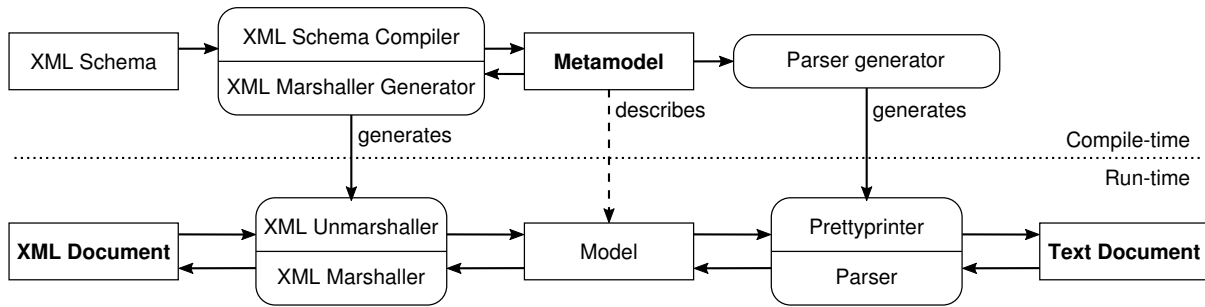 XML Schema
XML Schema Compiler
XML Marshaller Generator
Metamodel
Parser generator
generates
describes
generates
Compile-time
Run-time
XML Document
XML Unmarshaller
XML Marshaller
Model
Prettyprinter
Parser
Text Document